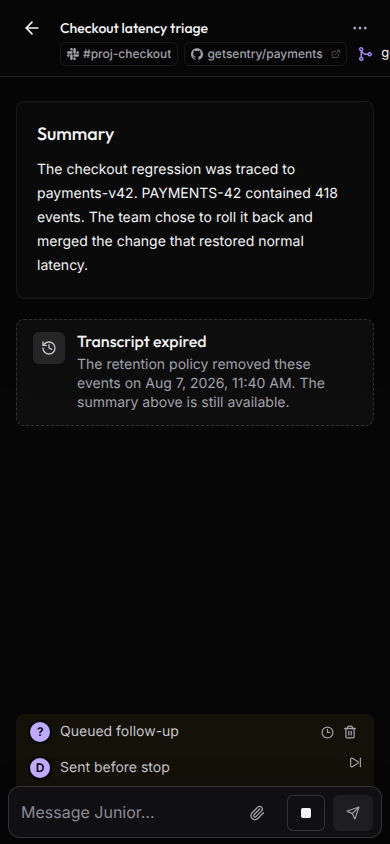 Checkout latency triage
#proj-checkout getsentry/payments g
Summary
The checkout regression was traced to
payments-v42. PAYMENTS-42 contained 418
events. The team chose to roll it back and
merged the change that restored normal
latency.
Transcript expired
The retention policy removed these
events on Aug 7, 2026, 11:40 AM. The
summary above is still available.
? Queued follow-up
D Sent before stop
Message Junior...